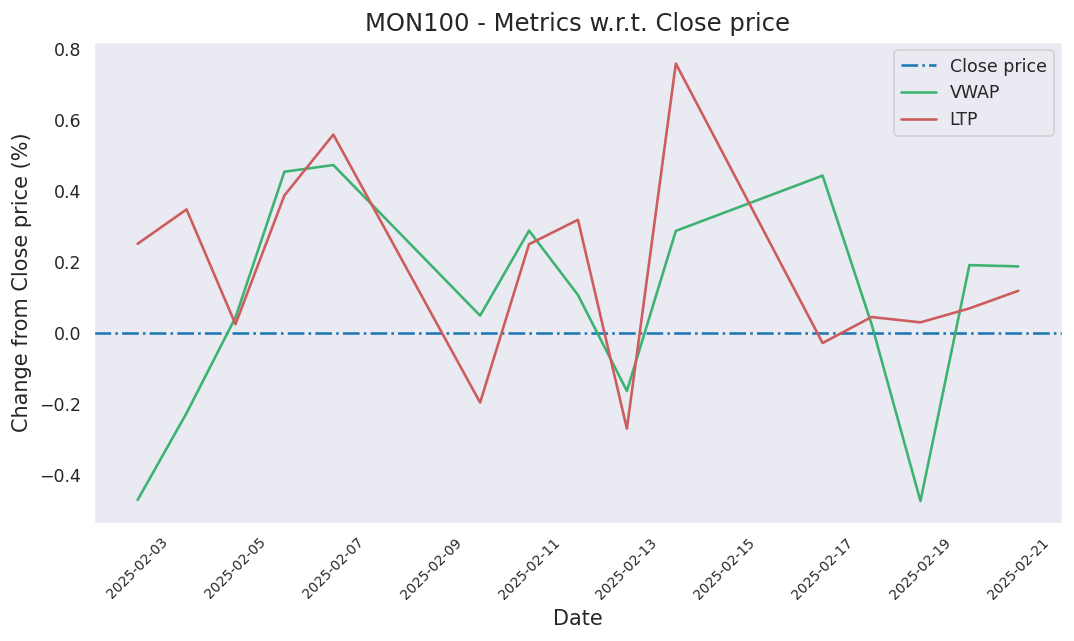 MON100 - Metrics w.r.t. Close price
Close price
VWAP
LTP
Change from Close price (%)
0.8
0.6
0.4
0.2
0.0
−0.2
−0.4
2025-02-03
2025-02-05
2025-02-07
2025-02-09
2025-02-11
2025-02-13
2025-02-15
2025-02-17
2025-02-19
2025-02-21
Date